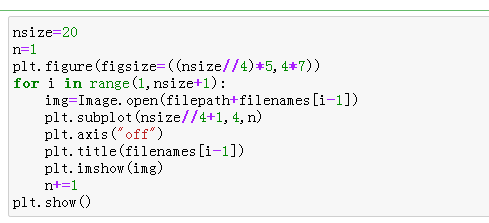 nsize=20
n=1
plt.figure(figsize=((nsize//4)*5,4*7))
for i in range(1,nsize+1):
    img=Image.open(filepath+filenames[i-1])
    plt.subplot(nsize//4+1,4,n)
    plt.axis("off")
    plt.title(filenames[i-1])
    plt.imshow(img)
    n+=1
plt.show()